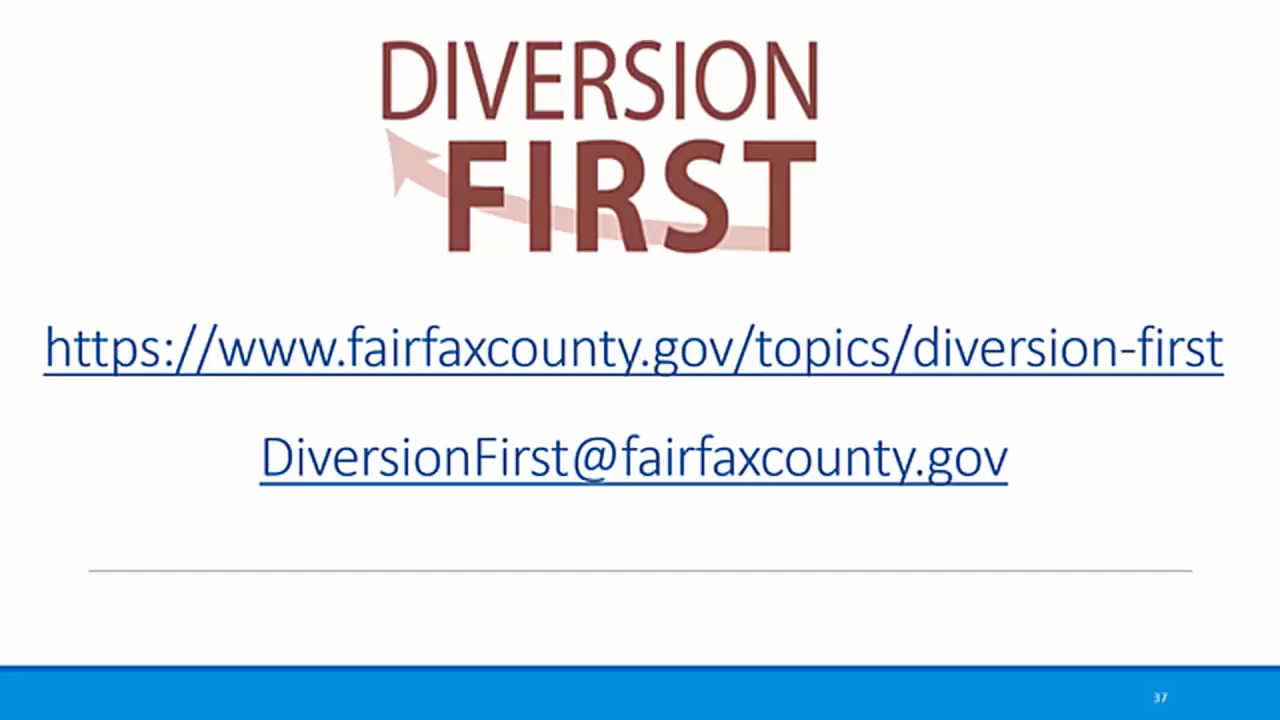 DIVERSION
FIRST
https://www.fairfaxcounty.gov/topics/diversion-first
DiversionFirst@fairfaxcounty.gov
37